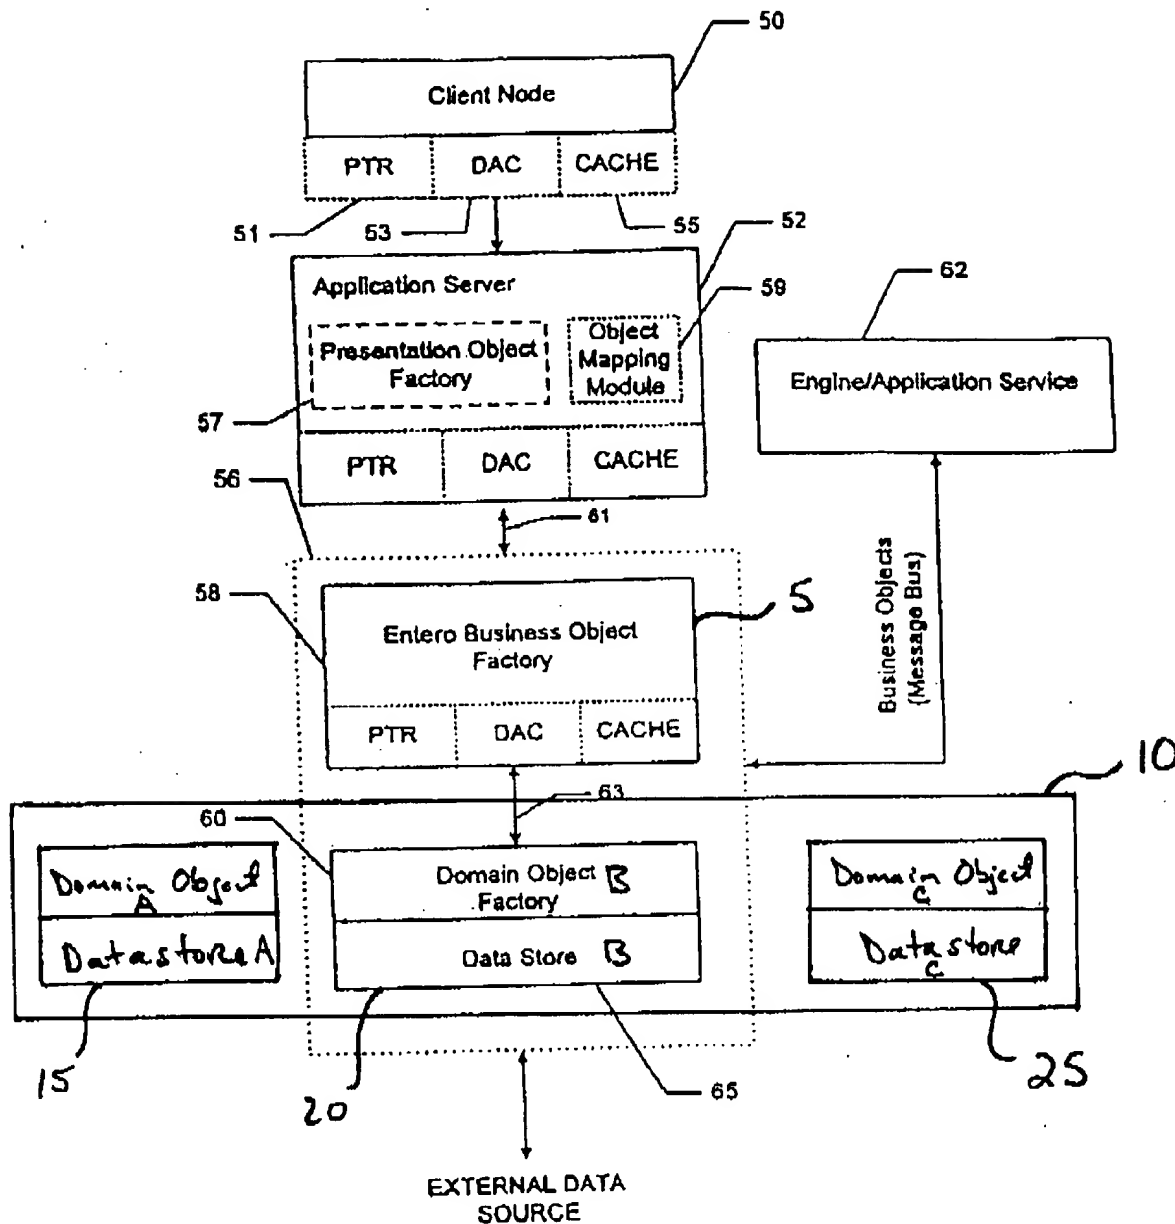 50
Client Node
PTR
DAC
CACHE
51
53
55
52
Application Server
59
62
Presentation Object
Factory
Object
Mapping
Module
Engine/Application Service
57
PTR
DAC
CACHE
56
61
58
5
Entero Business Object
Factory
Business Objects
(Message Bus)
PTR
DAC
CACHE
10
63
60
Domain Object
A
Datastore A
Domain Object B
Factory
Data Store B
Domain Object
C
Datastore
C
15
20
65
25
EXTERNAL DATA
SOURCE